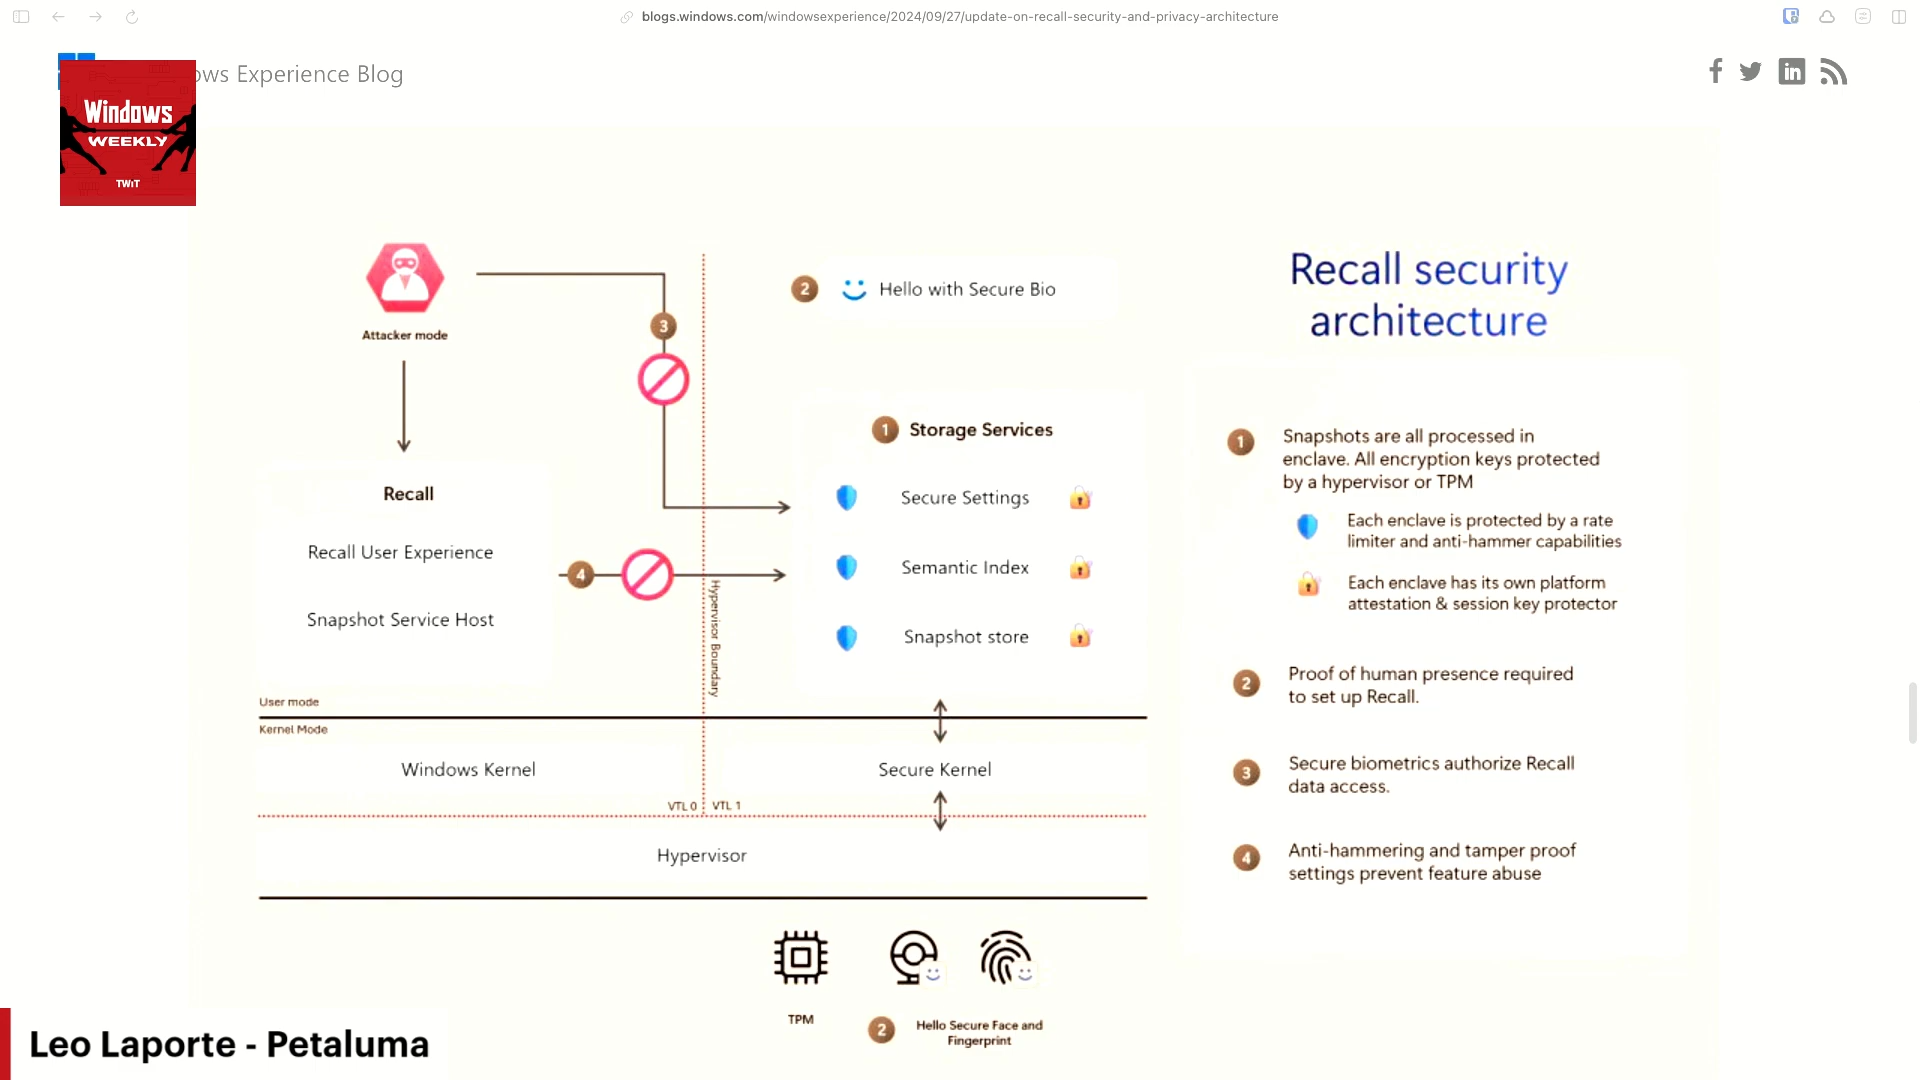 blogs.windows.com/windowsexperience/2024/09/27/update-on-recall-security-and-privacy-architecture
ows Experience Blog
Windows
WEEKLY
TWiT
Attacker mode
3
2
Hello with Secure Bio
1
Storage Services
Secure Settings
Semantic Index
Snapshot store
Recall
Recall User Experience
Snapshot Service Host
4
Hypervisor Boundary
User mode
Kernel Mode
Windows Kernel
Secure Kernel
VTL 0
VTL 1
Hypervisor
TPM
2
Hello Secure Face and
Fingerprint
Recall security
architecture
1
Snapshots are all processed in
enclave. All encryption keys protected
by a hypervisor or TPM
Each enclave is protected by a rate
limiter and anti-hammer capabilities
Each enclave has its own platform
attestation & session key protector
2
Proof of human presence required
to set up Recall.
3
Secure biometrics authorize Recall
data access.
4
Anti-hammering and tamper proof
settings prevent feature abuse
Leo Laporte - Petaluma